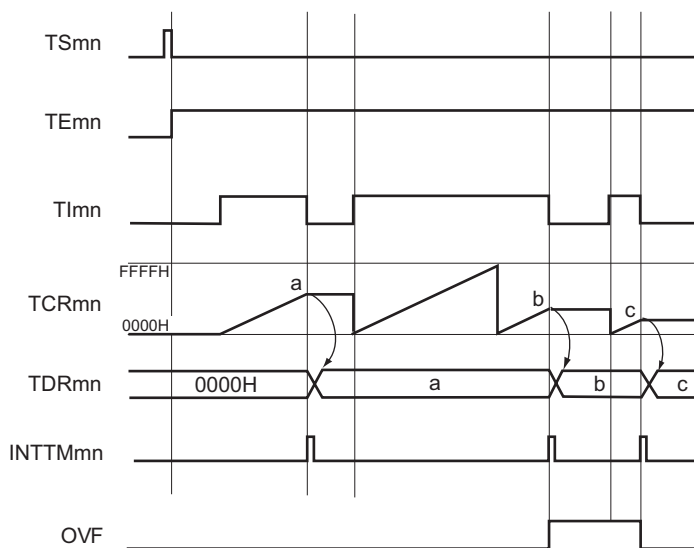 TSmn
TEmn
TImn
FFFFH
a
b
c
TCRmn
0000H
TDRmn
0000H
a
b
c
INTTMmn
OVF